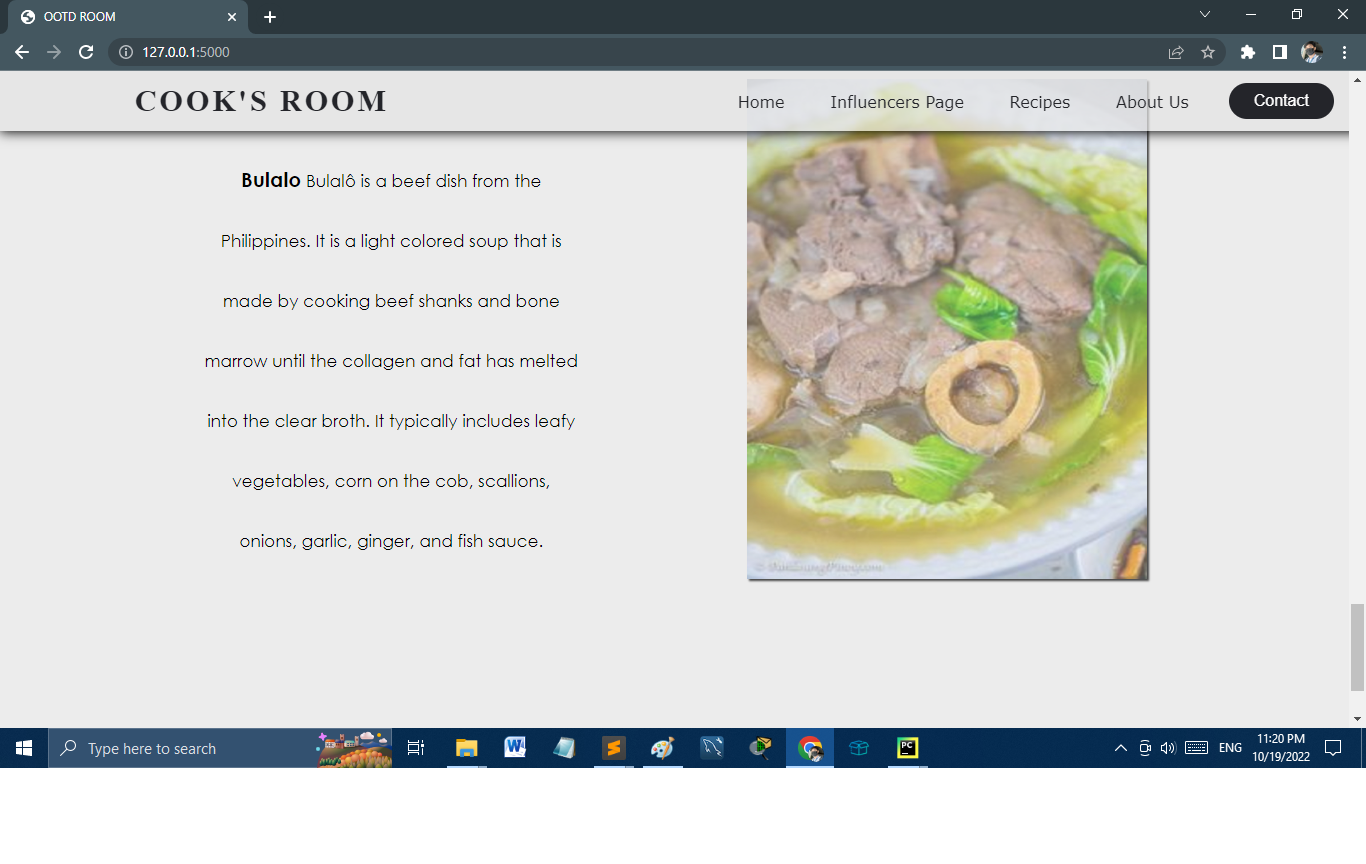 OOTD ROOM
127.0.0.1:5000
COOK'S ROOM
Home Influencers Page Recipes About Us Contact
Bulalo Bulalô is a beef dish from the
Philippines. It is a light colored soup that is
made by cooking beef shanks and bone
marrow until the collagen and fat has melted
into the clear broth. It typically includes leafy
vegetables, corn on the cob, scallions,
onions, garlic, ginger, and fish sauce.
Type here to search
ENG
11:20 PM
10/19/2022